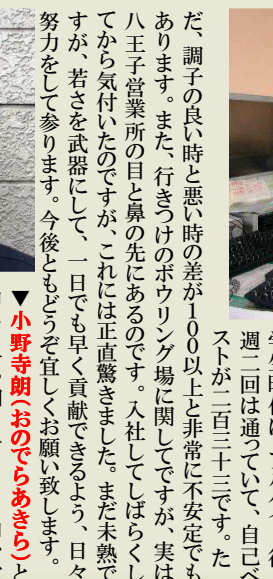 週二回は通っていて、自己ベ
ストが二百三十三です。た
だ、調子の良い時と悪い時の差が100以上と非常に不安定でも
あります。また、行きつけのボウリング場に関してですが、実は
八王子営業所の目と鼻の先にあるのです。入社してしばらくし
てから気付いたのですが、これには正直驚きました。まだ未熟で
すが、若さを武器にして、一日でも早く貢献できるよう、日々
努力をして参ります。今後ともどうぞ宜しくお願い致します。
▼小野寺朗(おのでらあきら)と